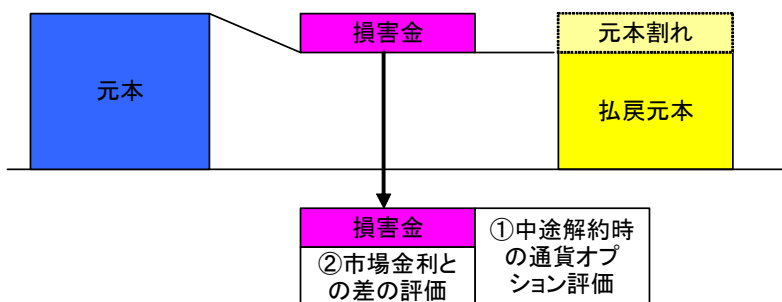 元本
損害金
元本割れ
払戻元本
損害金
②市場金利と
の差の評価
①中途解約時
の通貨オプ
ション評価